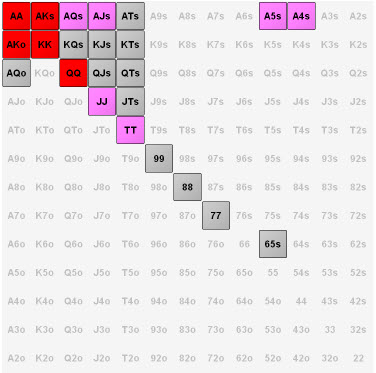 AA AKs AQs AJs ATs A9s A8s A7s A6s A5s A4s A3s A2s
AKo KK KQs KJs KTs K9s K8s K7s K6s K5s K4s K3s K2s
AQo KQo QQ QJs QTs Q9s Q8s Q7s Q6s Q5s Q4s Q3s Q2s
AJo KJo QJo JJ JTs J9s J8s J7s J6s J5s J4s J3s J2s
ATo KTo QTo JTo TT T9s T8s T7s T6s T5s T4s T3s T2s
A9o K9o Q9o J9o T9o 99 98s 97s 96s 95s 94s 93s 92s
A8o K8o Q8o J8o T8o 98o 88 87s 86s 85s 84s 83s 82s
A7o K7o Q7o J7o T7o 97o 87o 77 76s 75s 74s 73s 72s
A6o K6o Q6o J6o T6o 96o 86o 76o 66 65s 64s 63s 62s
A5o K5o Q5o J5o T5o 95o 85o 75o 65o 55 54s 53s 52s
A4o K4o Q4o J4o T4o 94o 84o 74o 64o 54o 44 43s 42s
A3o K3o Q3o J3o T3o 93o 83o 73o 63o 53o 43o 33 32s
A2o K2o Q2o J2o T2o 92o 82o 72o 62o 52o 42o 32o 22